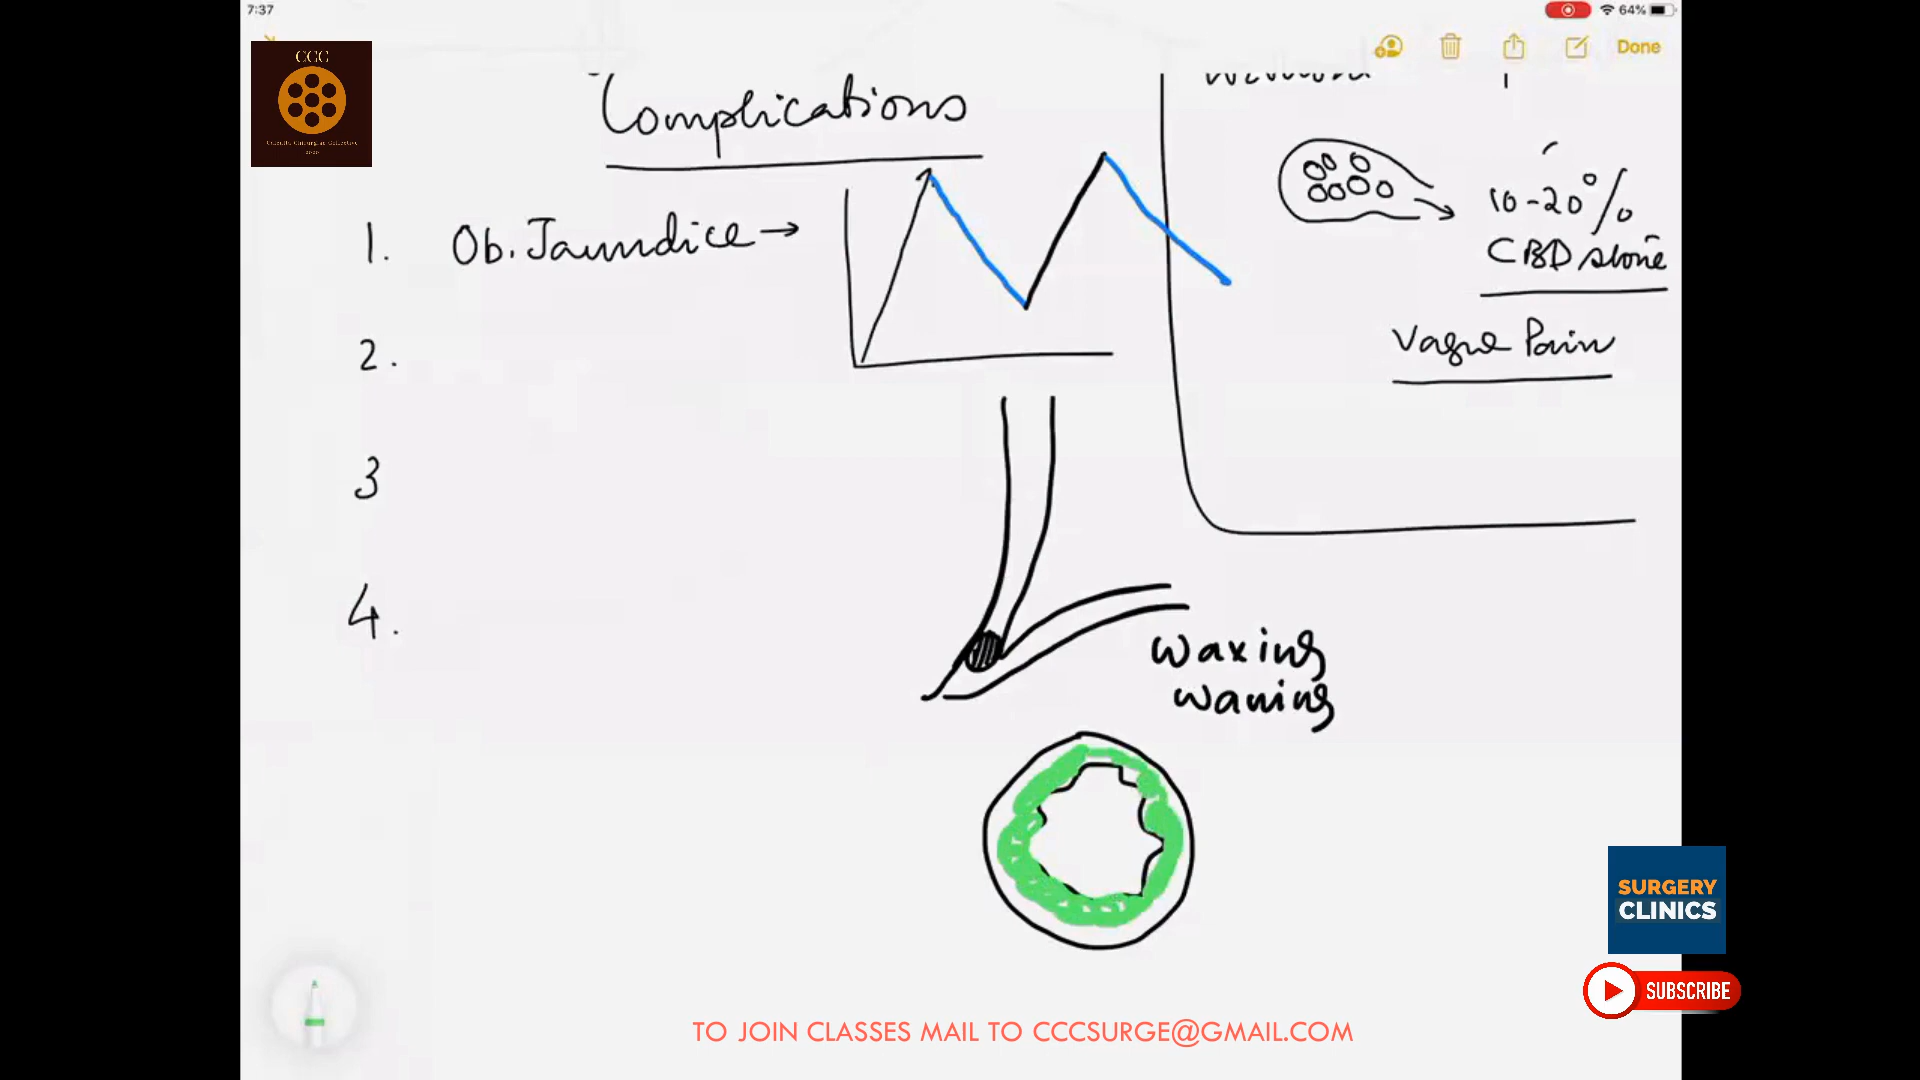 7:37
64%
CCC
Done
Complications
1. Ob. Jaundice →
2.
3
4.
10-20%
CBD stone
Vague Pain
waxing
waning
SURGERY
CLINICS
SUBSCRIBE
TO JOIN CLASSES MAIL TO CCCSURGE@GMAIL.COM